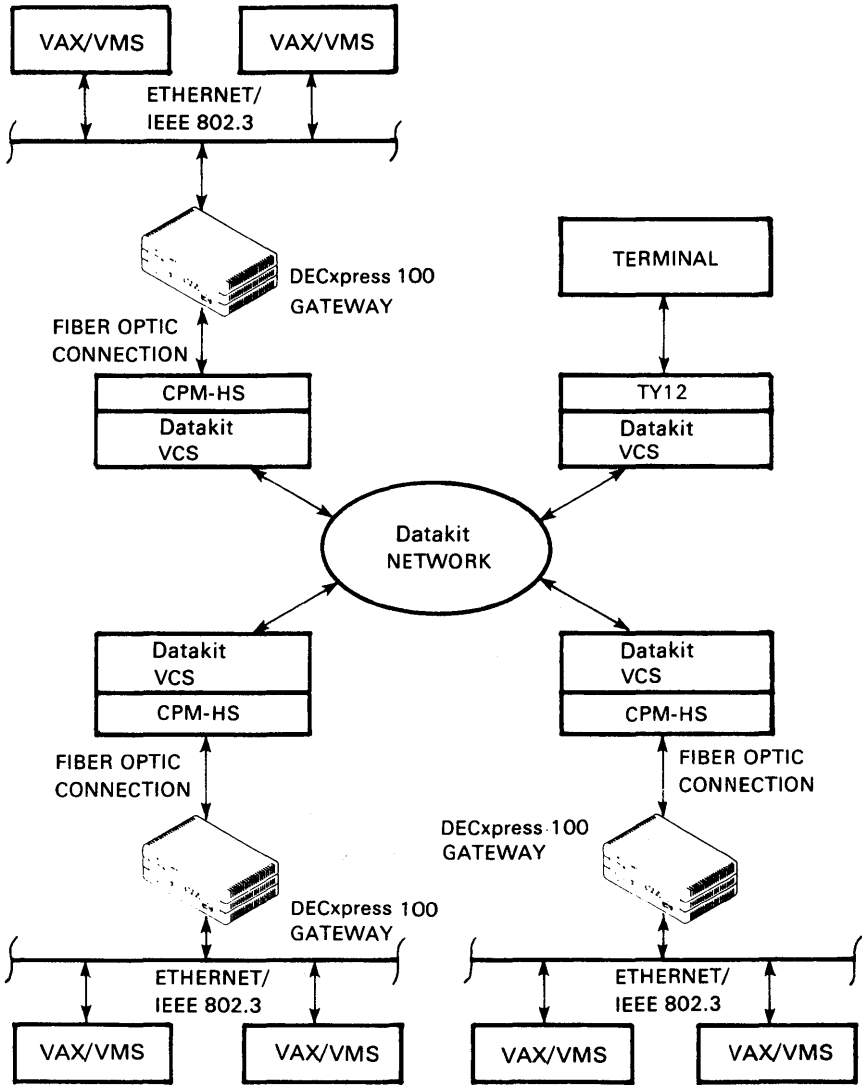 VAX/VMS
VAX/VMS
ETHERNET/
IEEE 802.3
DECxpress 100
GATEWAY
FIBER OPTIC
CONNECTION
CPM-HS
Datakit
VCS
TERMINAL
TY12
Datakit
VCS
Datakit
NETWORK
Datakit
VCS
CPM-HS
FIBER OPTIC
CONNECTION
DECxpress 100
GATEWAY
ETHERNET/
IEEE 802.3
VAX/VMS
VAX/VMS
Datakit
VCS
CPM-HS
FIBER OPTIC
CONNECTION
DECxpress 100
GATEWAY
ETHERNET/
IEEE 802.3
VAX/VMS
VAX/VMS